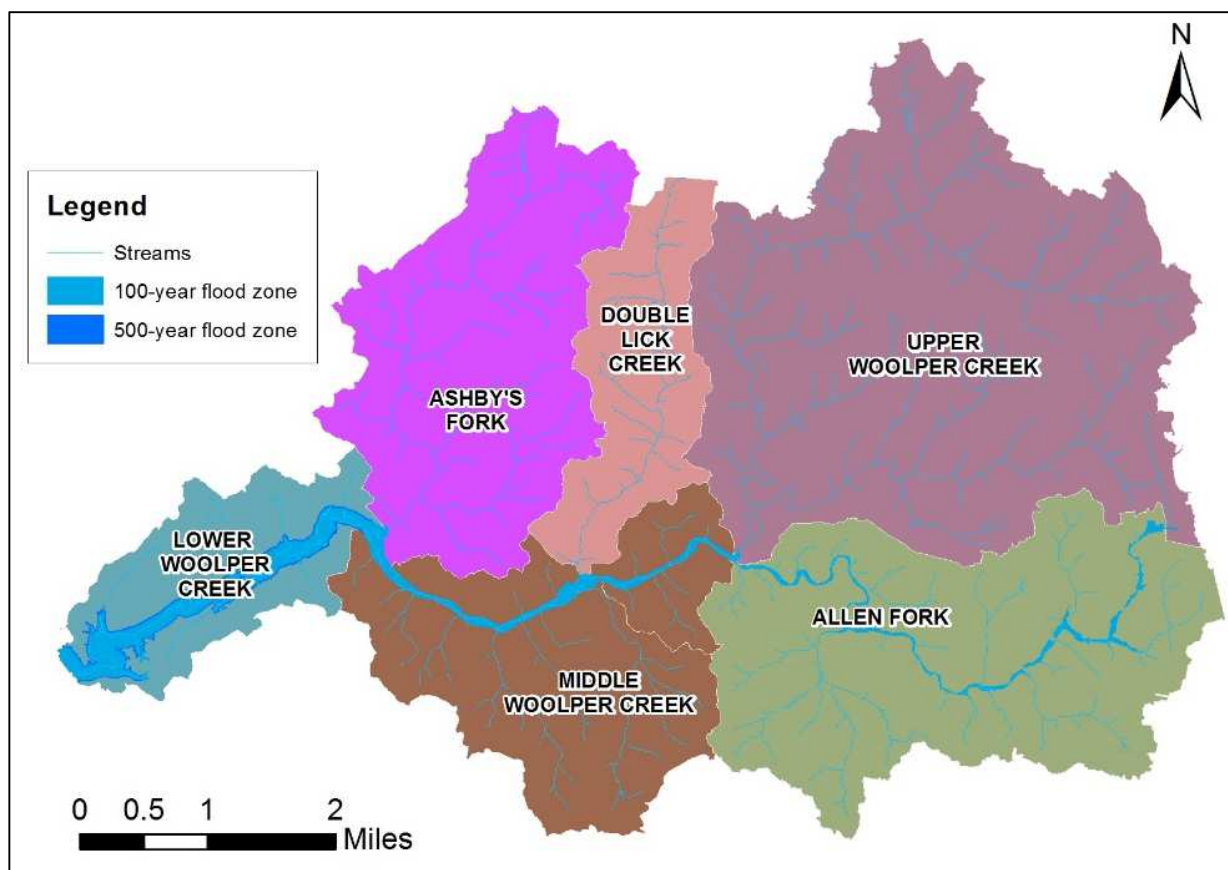 N
Legend
Streams
100-year flood zone
500-year flood zone
DOUBLE
LICK
CREEK
UPPER
WOOLPER CREEK
ASHBY'S
FORK
LOWER
WOOLPER
CREEK
ALLEN FORK
MIDDLE
WOOLPER CREEK
0 0.5 1 2
Miles